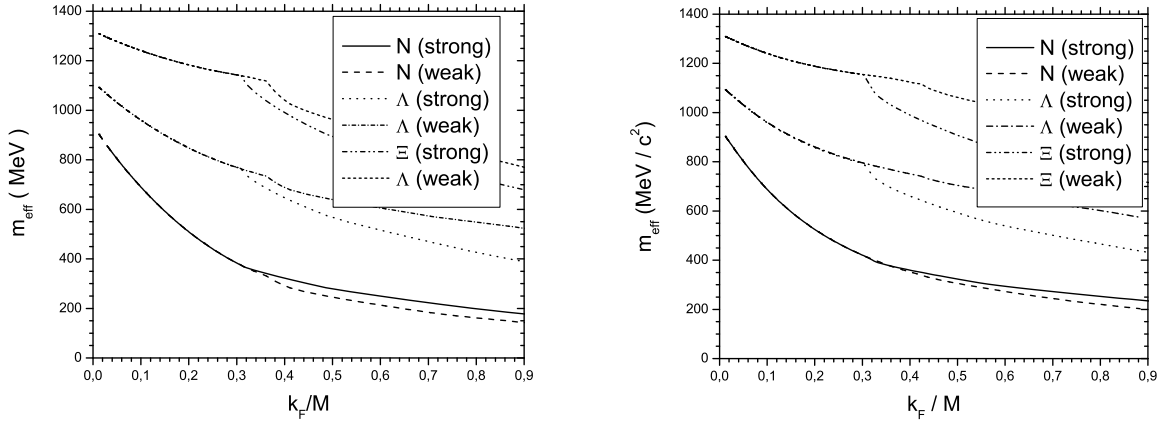 1400
1200
1000
800
600
400
200
0
m_eff ( MeV )
N (strong)
N (weak)
Λ (strong)
Λ (weak)
Ξ (strong)
Λ (weak)
0,0 0,1 0,2 0,3 0,4 0,5 0,6 0,7 0,8 0,9
k_F/M
1400
1200
1000
800
600
400
200
0
m_eff (MeV / c²)
N (strong)
N (weak)
Λ (strong)
Λ (weak)
Ξ (strong)
Ξ (weak)
0,0 0,1 0,2 0,3 0,4 0,5 0,6 0,7 0,8 0,9
k_F / M